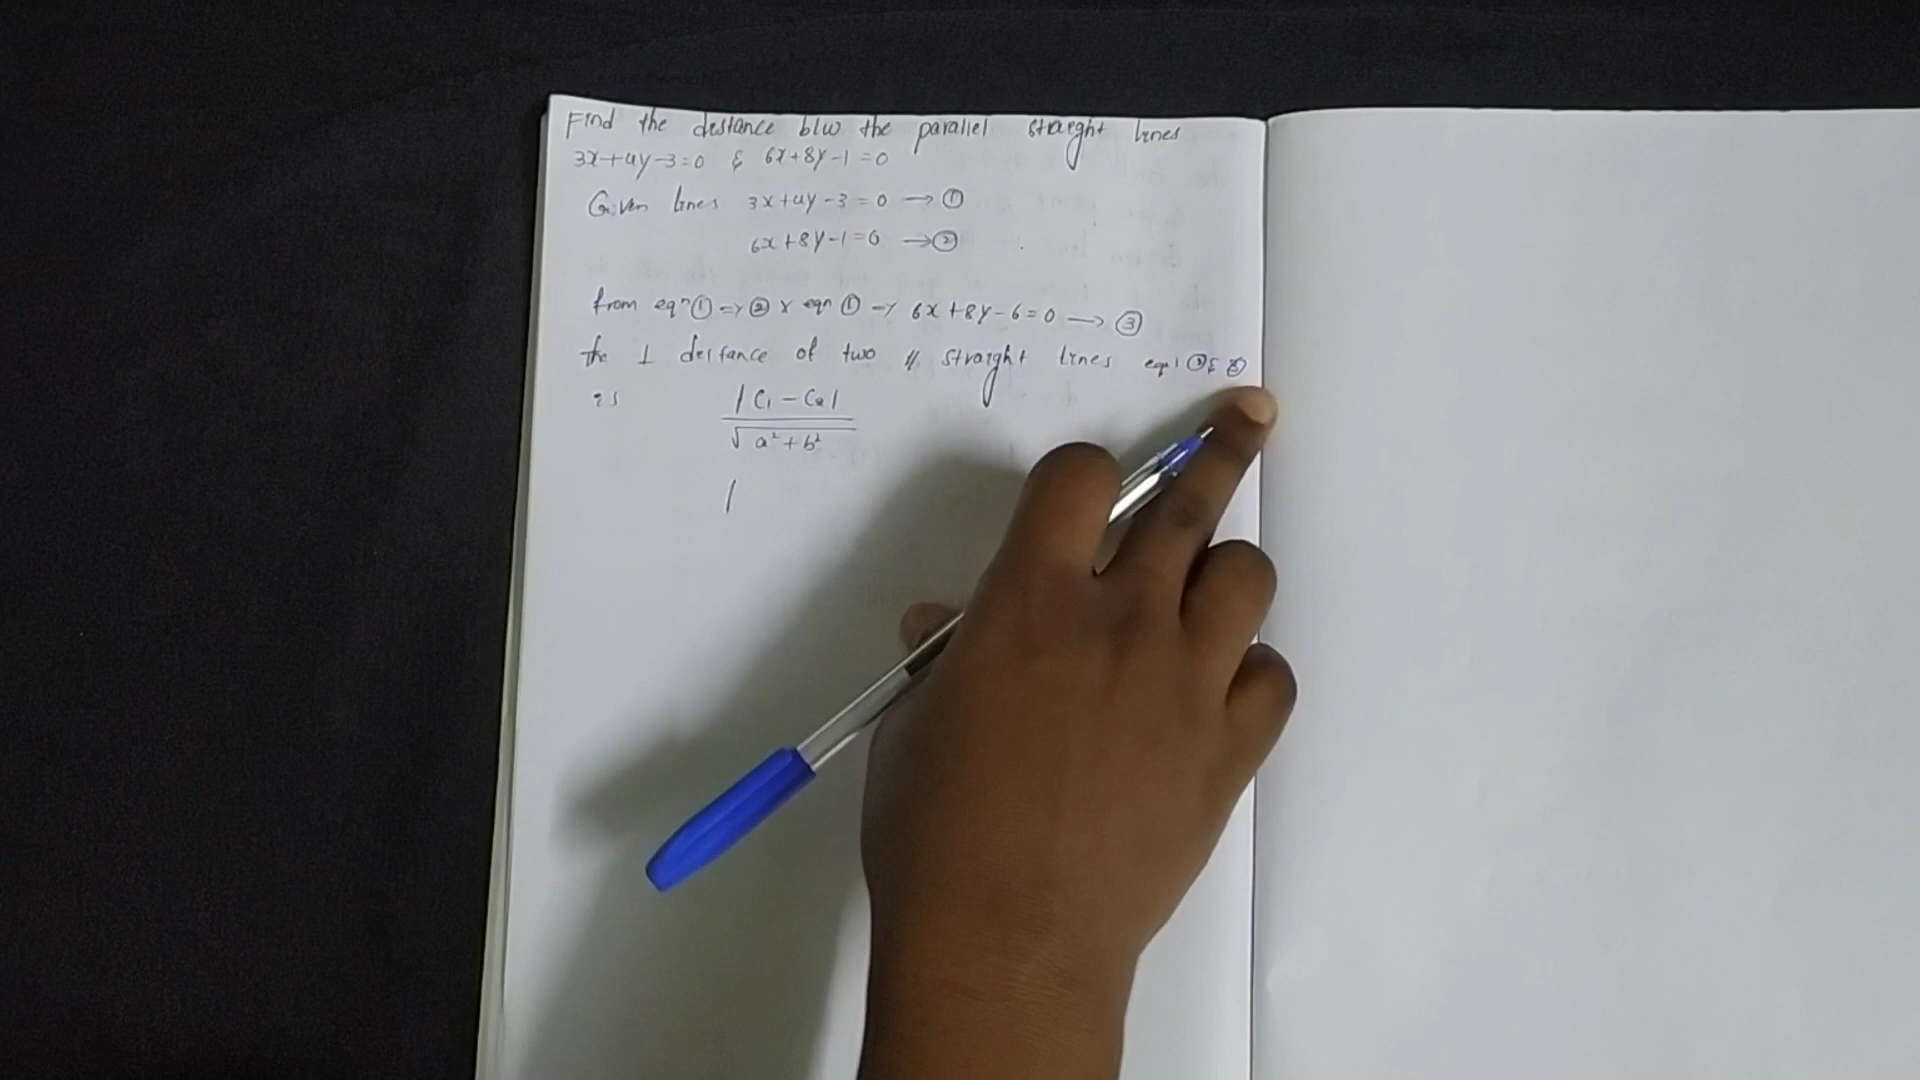 Find the distance b/w the parallel straight lines
3x+4y-3=0 & 6x+8y-1=0
Given lines 3x+4y-3=0 → ①
6x+8y-1=0 → ②
from eqn ① => ② x eqn ① → 6x+8y-6=0 → ③
the ⊥ distance of two // straight lines eqn ② & ③
is |C₁-C₂|
√a²+b²
|